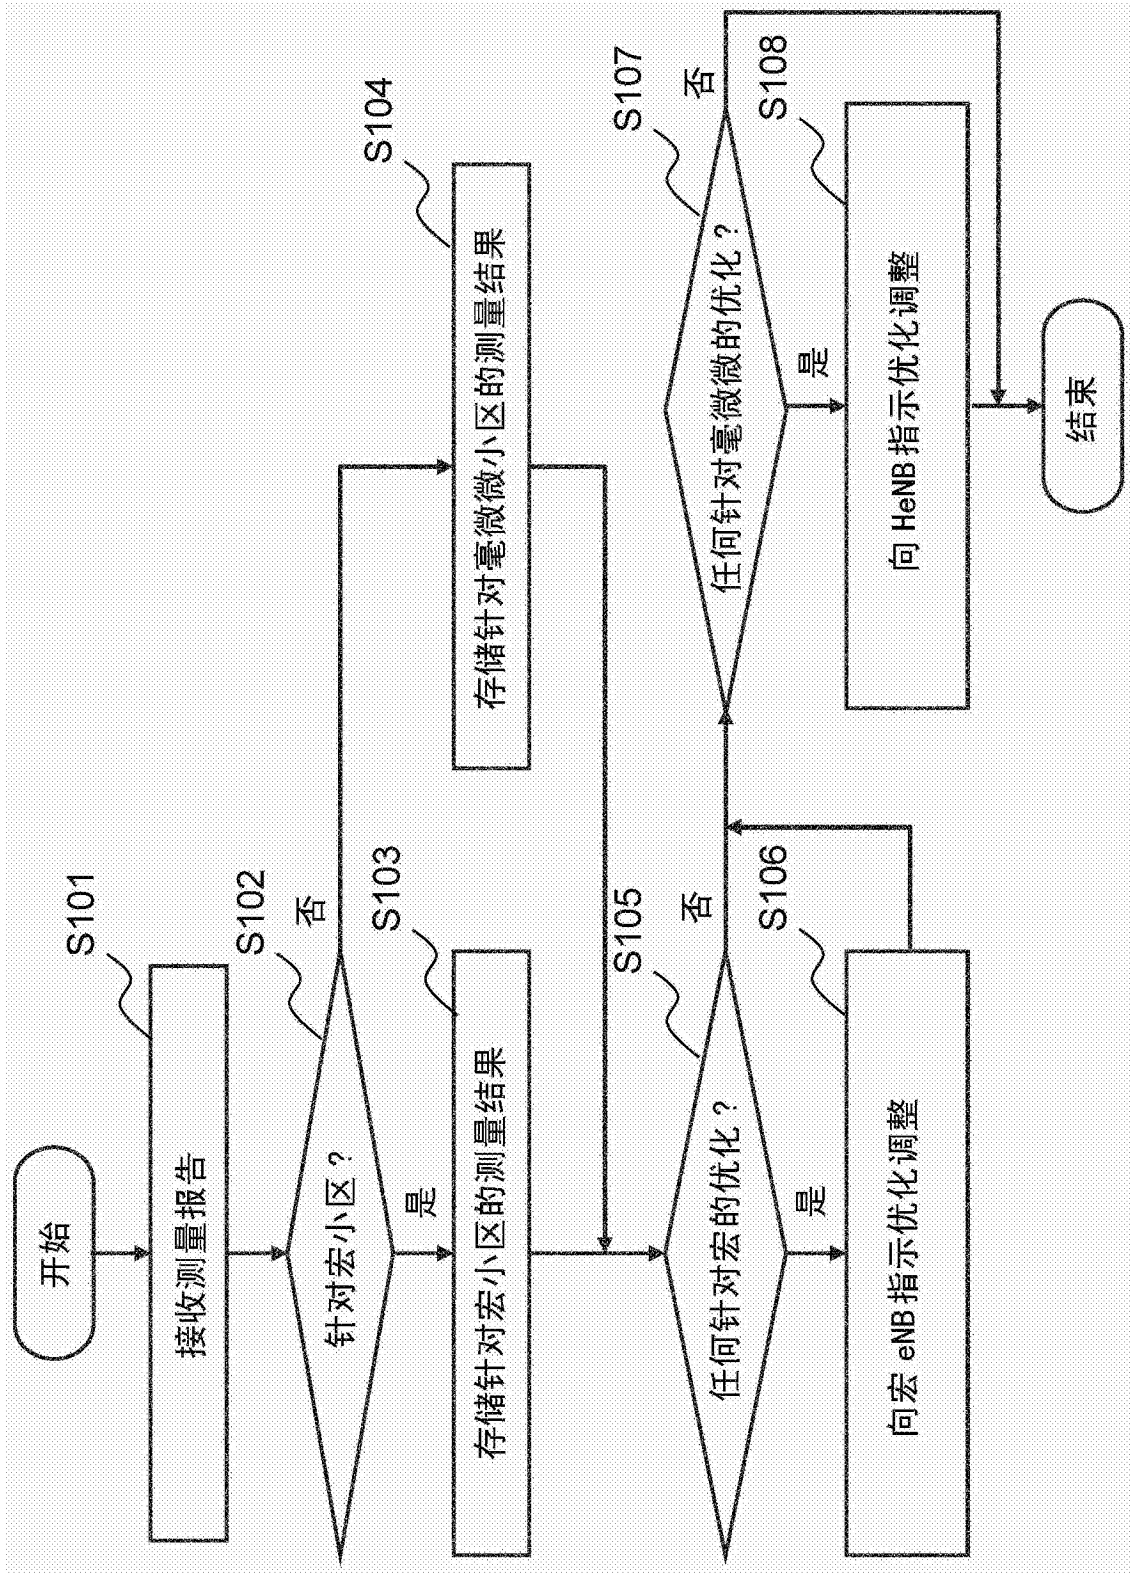 开始
S101
接收测量报告
S102
针对宏小区？
否
是
S103
存储针对宏小区的测量结果
S104
存储针对毫微微小区的测量结果
S105
任何针对宏的优化？
否
是
S106
向宏 eNB 指示优化调整
S107
任何针对毫微微的优化？
否
是
S108
向 HeNB 指示优化调整
结束